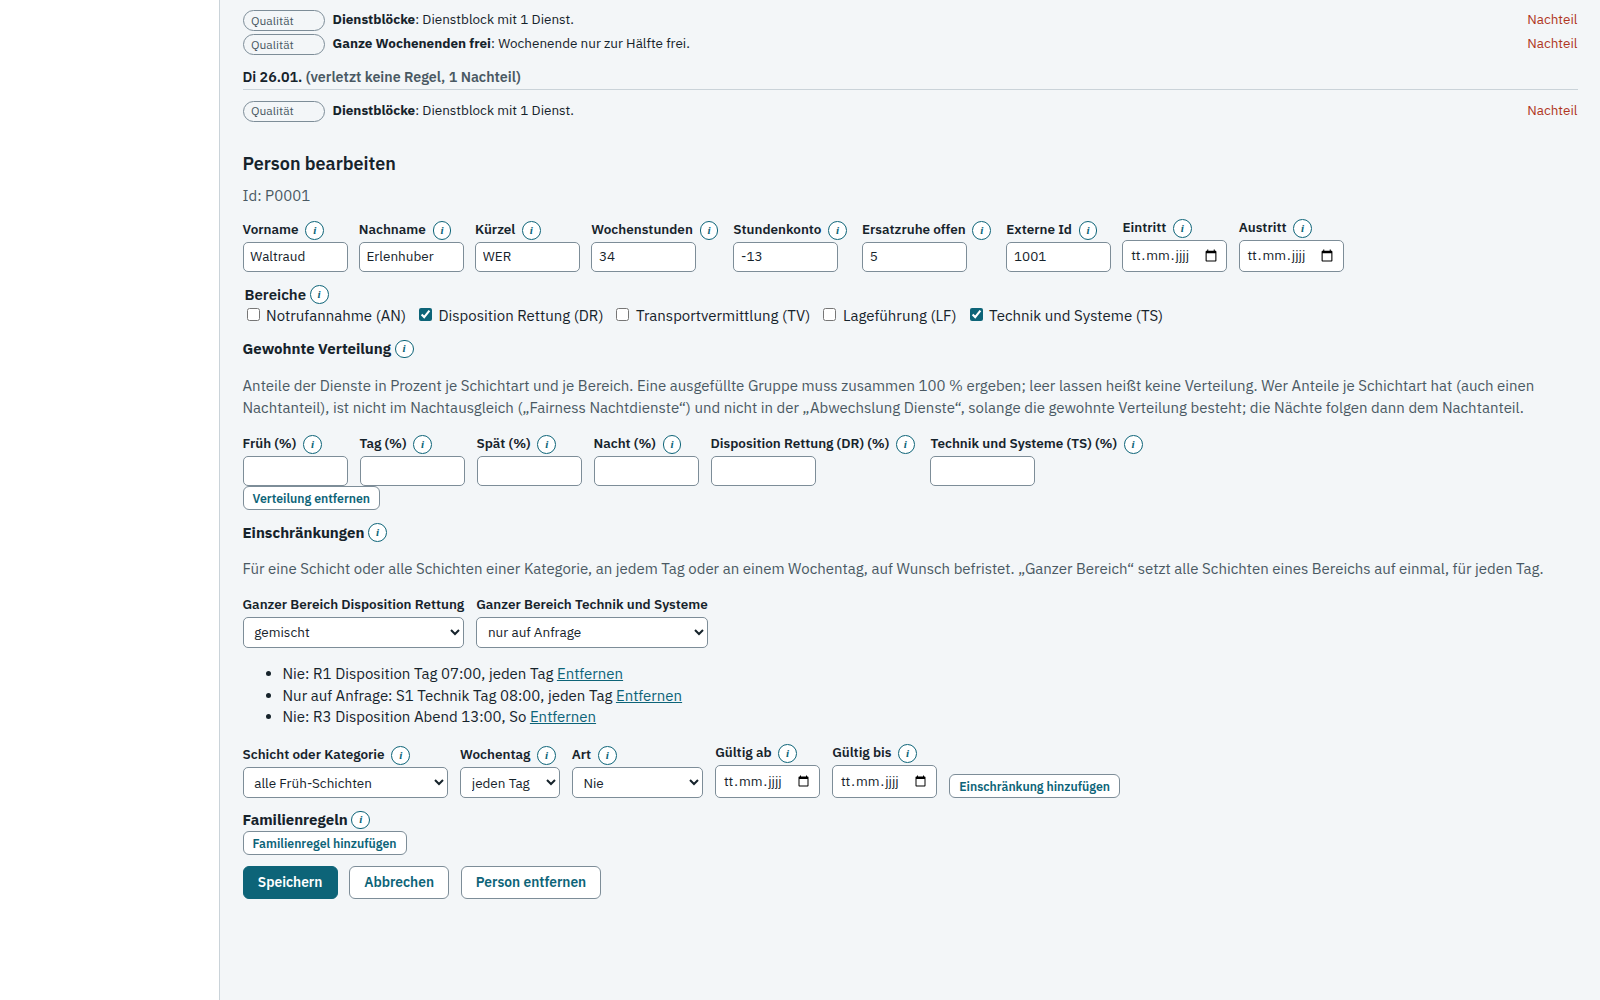 Qualität Dienstblöcke: Dienstblock mit 1 Dienst. Nachteil
Qualität Ganze Wochenenden frei: Wochenende nur zur Hälfte frei. Nachteil
Di 26.01. (verletzt keine Regel, 1 Nachteil)
Qualität Dienstblöcke: Dienstblock mit 1 Dienst. Nachteil
Person bearbeiten
Id: P0001
Vorname i Nachname i Kürzel i Wochenstunden i Stundenkonto i Ersatzruhe offen i Externe Id i Eintritt i Austritt i
Waltraud Erlenhuber WER 34 -13 5 1001 tt.mm.jjjj tt.mm.jjjj
Bereiche i
Notrufannahme (AN) Disposition Rettung (DR) Transportvermittlung (TV) Lageführung (LF) Technik und Systeme (TS)
Gewohnte Verteilung i
Anteile der Dienste in Prozent je Schichtart und je Bereich. Eine ausgefüllte Gruppe muss zusammen 100 % ergeben; leer lassen heißt keine Verteilung. Wer Anteile je Schichtart hat (auch einen
Nachtanteil), ist nicht im Nachtausgleich („Fairness Nachtdienste“) und nicht in der „Abwechslung Dienste“, solange die gewohnte Verteilung besteht; die Nächte folgen dann dem Nachtanteil.
Früh (%) i Tag (%) i Spät (%) i Nacht (%) i Disposition Rettung (DR) (%) i Technik und Systeme (TS) (%) i
Verteilung entfernen
Einschränkungen i
Für eine Schicht oder alle Schichten einer Kategorie, an jedem Tag oder an einem Wochentag, auf Wunsch befristet. „Ganzer Bereich“ setzt alle Schichten eines Bereichs auf einmal, für jeden Tag.
Ganzer Bereich Disposition Rettung Ganzer Bereich Technik und Systeme
gemischt nur auf Anfrage
• Nie: R1 Disposition Tag 07:00, jeden Tag Entfernen
• Nur auf Anfrage: S1 Technik Tag 08:00, jeden Tag Entfernen
• Nie: R3 Disposition Abend 13:00, So Entfernen
Schicht oder Kategorie i Wochentag i Art i Gültig ab i Gültig bis i
alle Früh-Schichten jeden Tag Nie tt.mm.jjjj tt.mm.jjjj Einschränkung hinzufügen
Familienregeln i
Familienregel hinzufügen
Speichern Abbrechen Person entfernen